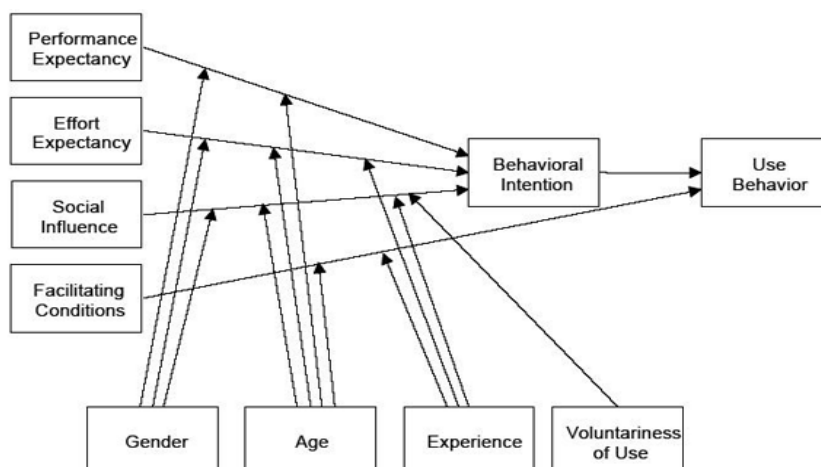 Performance
Expectancy
Effort
Expectancy
Social
Influence
Facilitating
Conditions
Behavioral
Intention
Use
Behavior
Gender
Age
Experience
Voluntariness
of Use